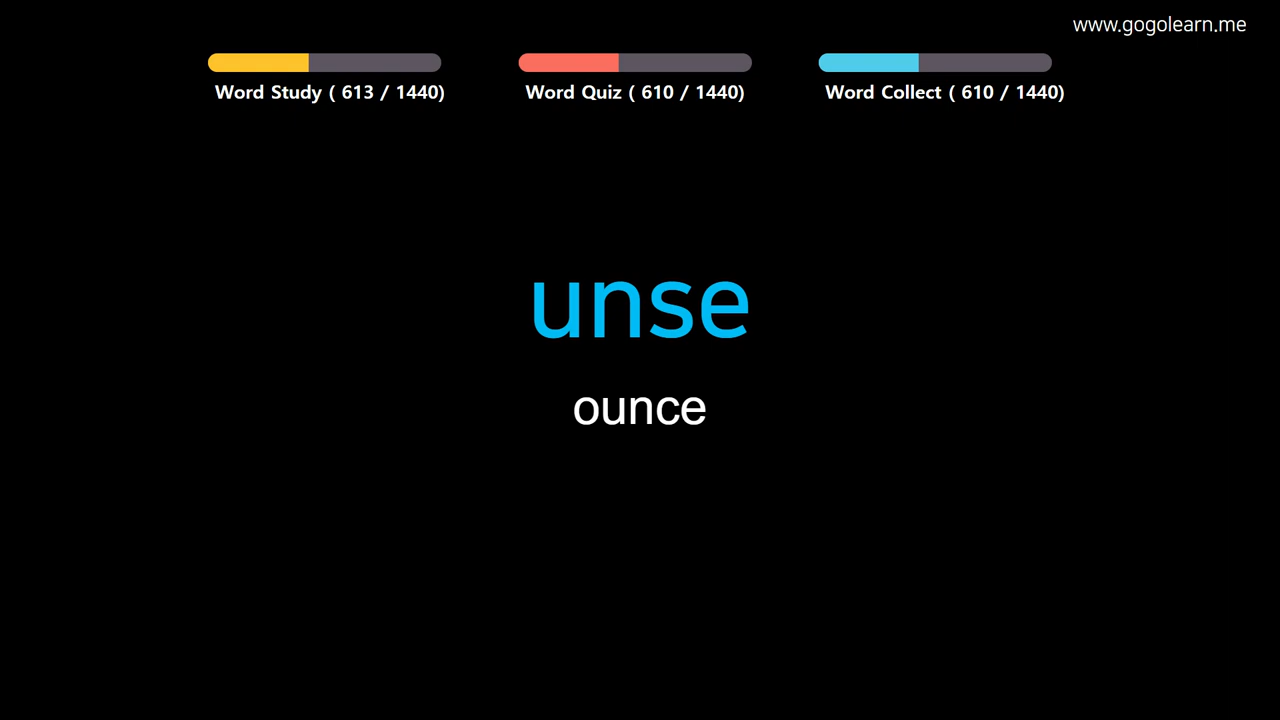 www.gogolearn.me
Word Study ( 613 / 1440)
Word Quiz ( 610 / 1440)
Word Collect ( 610 / 1440)
unse
ounce